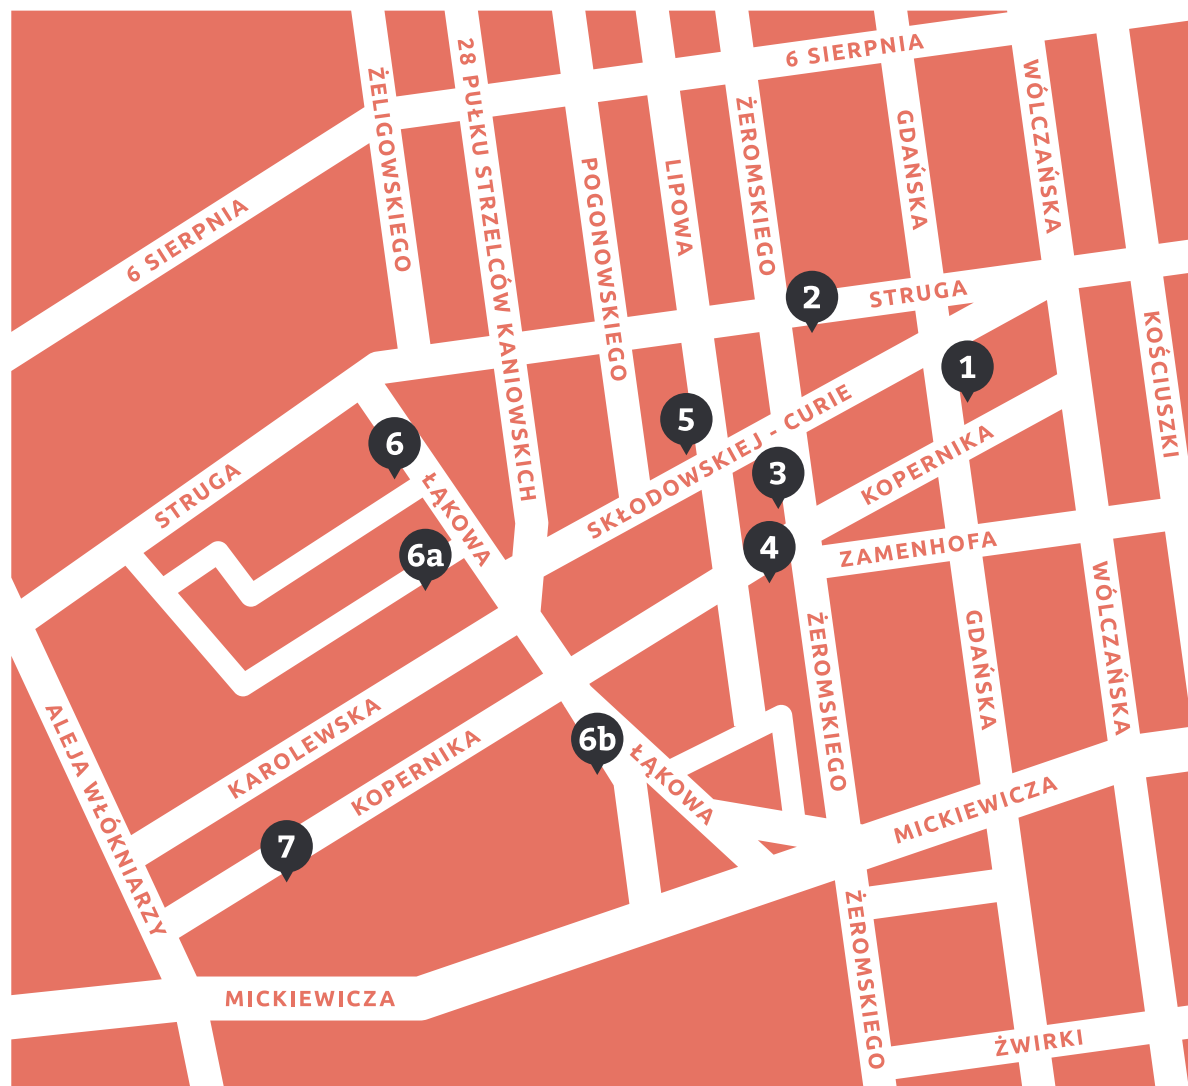 6 SIERPNIA
ŻELIGOWSKIEGO
28 PUŁKU STRZELCÓW KANIOWSKICH
WÓLCZAŃSKA
ŻEROMSKIEGO
GDAŃSKA
POGONOWSKIEGO
LIPOWA
6 SIERPNIA
2
STRUGA
KOŚCIUSZKI
1
SKŁODOWSKIEJ - CURIE
5
6
KOPERNIKA
3
STRUGA
ŁĄKOWA
4
6a
ZAMENHOFA
WÓLCZAŃSKA
ŻEROMSKIEGO
GDAŃSKA
KAROLEWSKA
ALEJA WŁÓKNIARZY
KOPERNIKA
6b
ŁĄKOWA
MICKIEWICZA
7
ŻEROMSKIEGO
MICKIEWICZA
ŻWIRKI